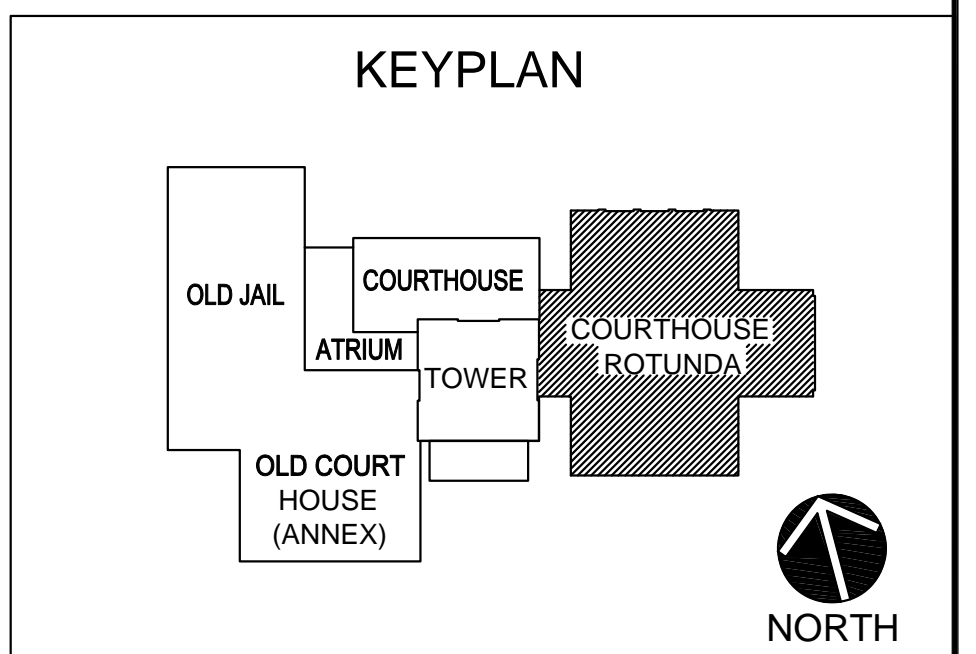 KEYPLAN
OLD JAIL
COURTHOUSE
ATRIUM
TOWER
COURTHOUSE
ROTUNDA
OLD COURT
HOUSE
(ANNEX)
NORTH